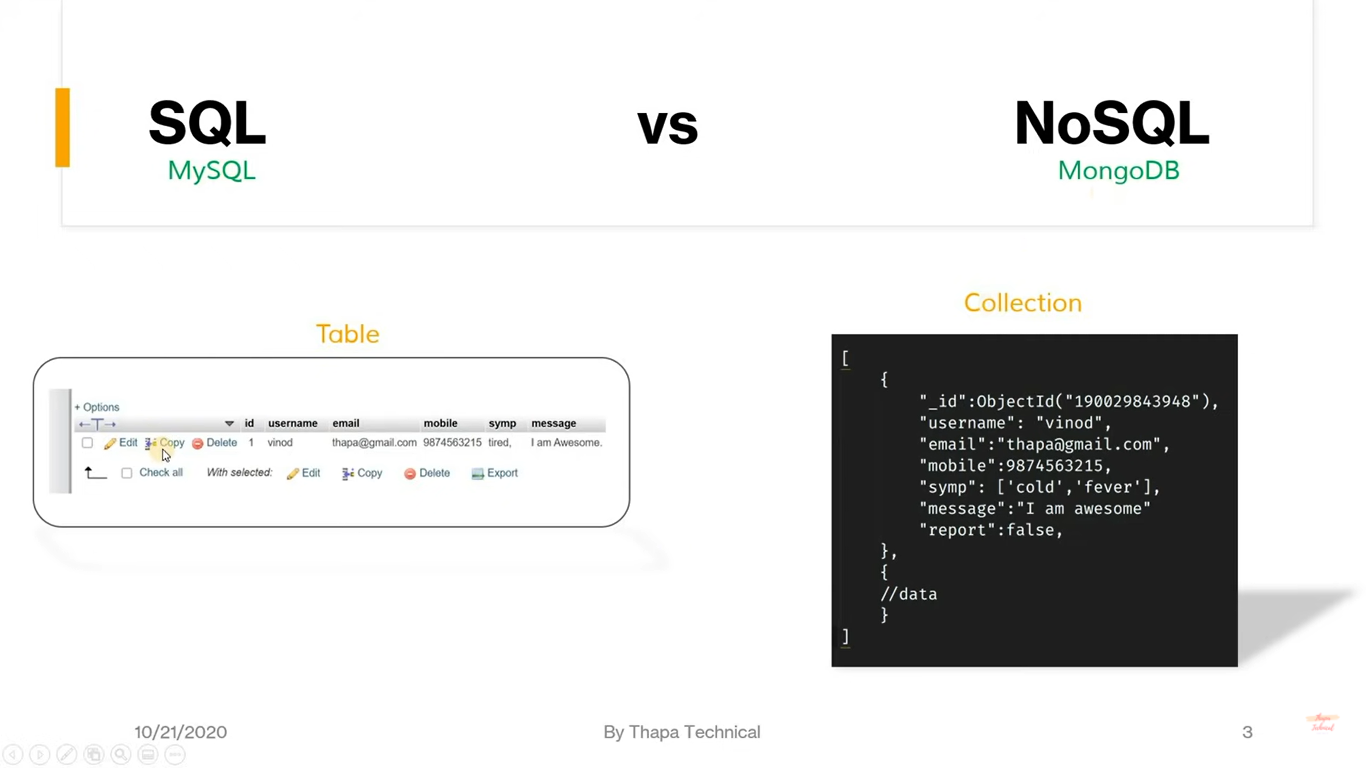 SQL vs NoSQL
MySQL
MongoDB
Table
+ Options
←T→ id username email mobile symp message
Edit Copy Delete 1 vinod thapa@gmail.com 9874563215 tired, I am Awesome.
Check all With selected: Edit Copy Delete Export
Collection
[
{
"_id":ObjectId("190029843948"),
"username": "vinod",
"email":"thapa@gmail.com",
"mobile":9874563215,
"symp": ['cold','fever'],
"message":"I am awesome"
"report":false,
},
{
//data
}
]
10/21/2020
By Thapa Technical
3
thapa
Technical